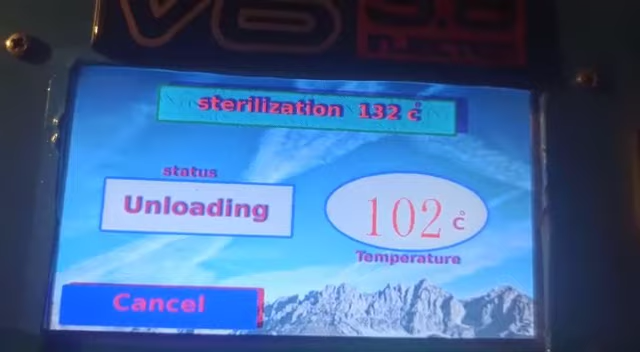 sterilization 132 c°
status
Unloading
102 c°
Temperature
Cancel